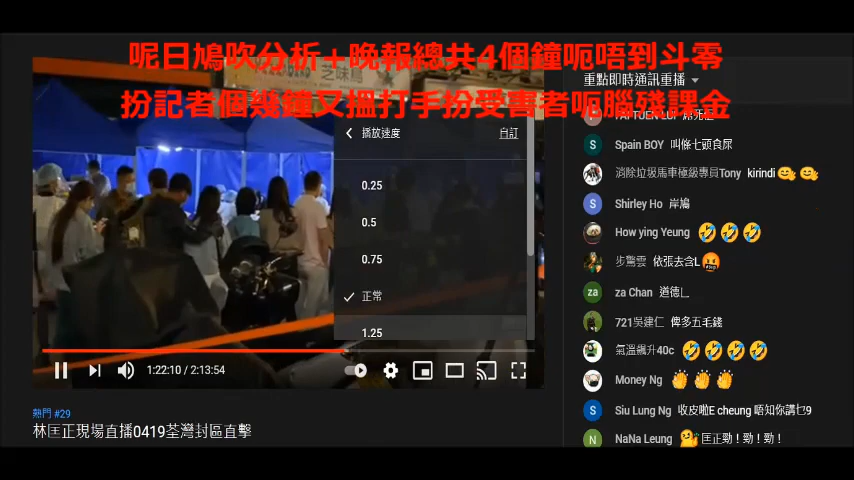 呢日鳩吹分析+晚報總共4個鐘呃唔到斗零
扮記者個幾鐘又搵打手扮受害者呃腦殘課金
芝味鳥
重點即時通訊重播
播放速度
自訂
0.25
0.5
0.75
正常
1.25
Spain BOY 叫條七頭食屎
消除垃圾馬車極級專員Tony kirindi
Shirley Ho 岸鳩
How ying Yeung
步驚雲 依張去含L
za Chan 道德L
721吳建仁 俾多五毛錢
氣溫飆升40c
Money Ng
Siu Lung Ng 收皮啦E cheung 唔知你講乜9
NaNa Leung 匡正勁！勁！勁！
1:22:10 / 2:13:54
熱門 #29
林匡正現場直播0419荃灣封區直擊